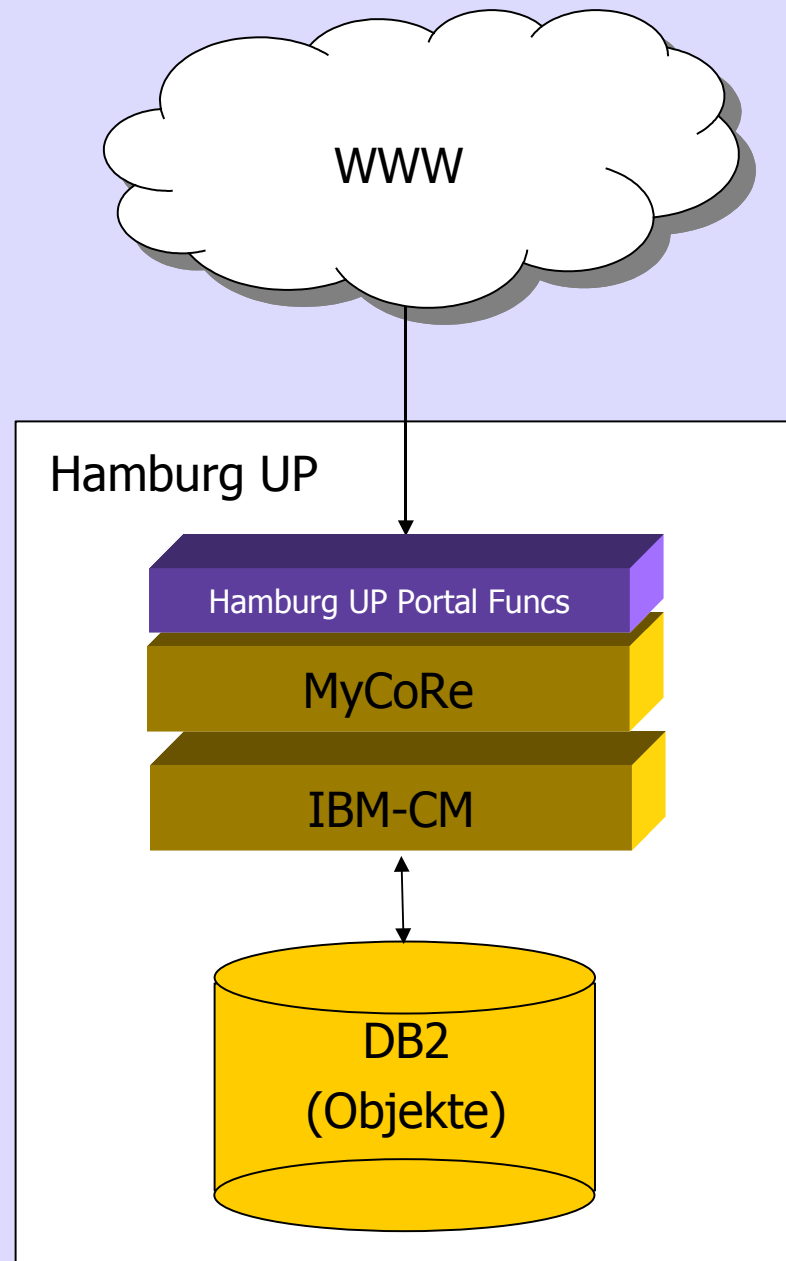 WWW
Hamburg UP
Hamburg UP Portal Funcs
MyCoRe
IBM-CM
DB2
(Objekte)